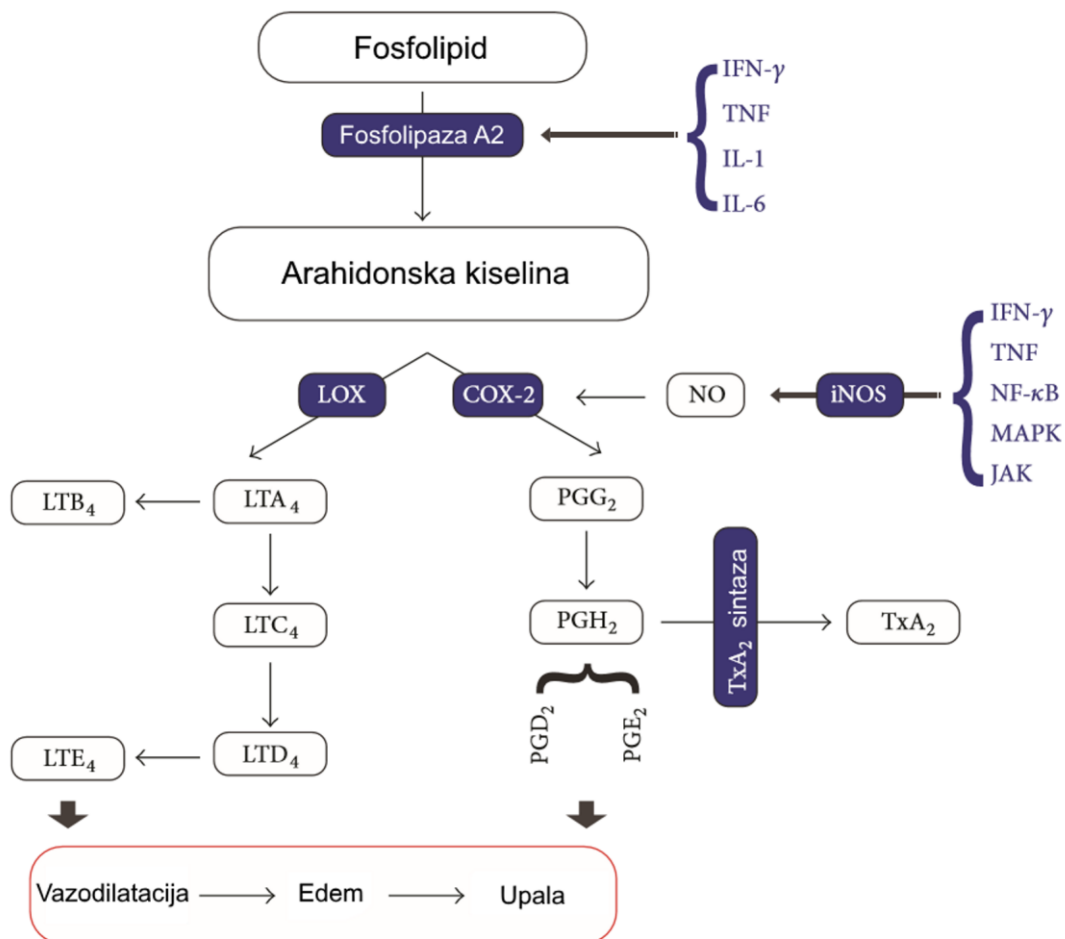 Fosfolipid
Fosfolipaza A2
IFN-γ
TNF
IL-1
IL-6
Arahidonska kiselina
LOX
COX-2
NO
iNOS
IFN-γ
TNF
NF-κB
MAPK
JAK
LTB₄
LTA₄
PGG₂
LTC₄
PGH₂
TxA₂ sintaza
TxA₂
PGD₂
PGE₂
LTE₄
LTD₄
Vazodilatacija
Edem
Upala